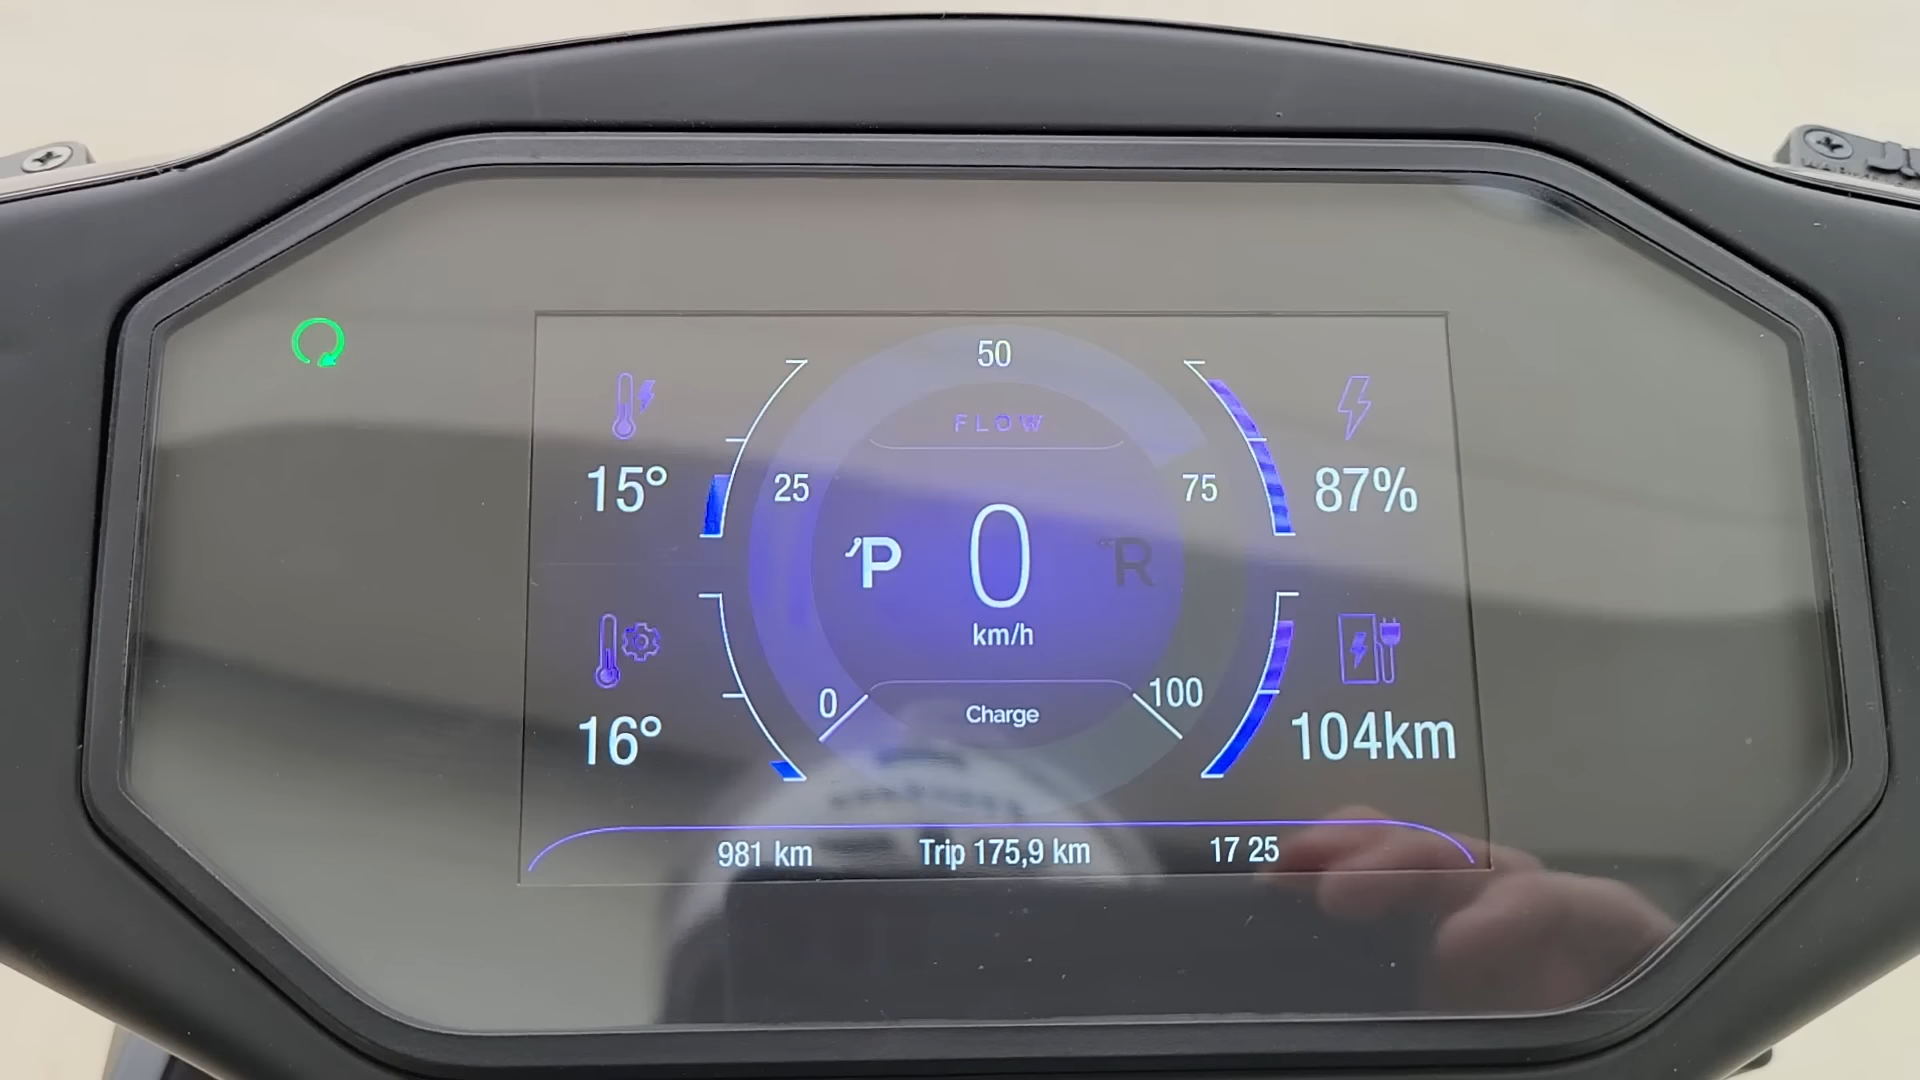 50
FLOW
15°
25
75
87%
P
0
R
km/h
16°
0
Charge
100
104km
981 km
Trip 175,9 km
17 25